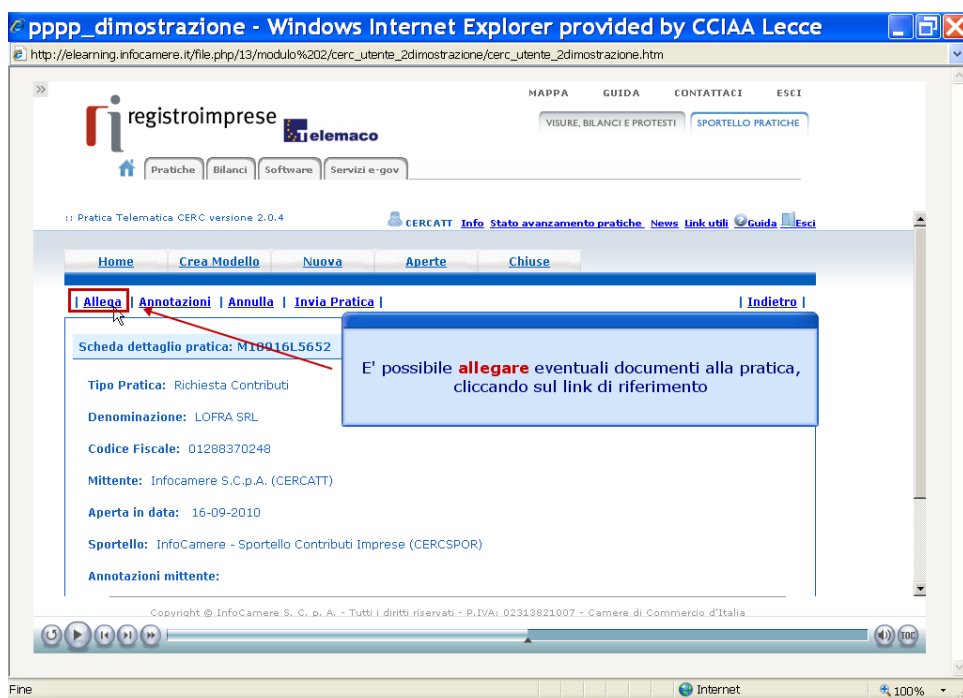 pppp_dimostrazione - Windows Internet Explorer provided by CCIAA Lecce
http://elearning.infocamere.it/file.php/13/modulo%202/cerc_utente_2dimostrazione/cerc_utente_2dimostrazione.htm
MAPPA GUIDA CONTATTACI ESCI
registroimprese
Telemaco
VISURE, BILANCI E PROTESTI SPORTELLO PRATICHE
Pratiche Bilanci Software Servizi e-gov
:: Pratica Telematica CERC versione 2.0.4
CERCATT Info Stato avanzamento pratiche News Link utili Guida Esci
Home Crea Modello Nuova Aperte Chiuse
| Allega | Annotazioni | Annulla | Invia Pratica | | Indietro |
Scheda dettaglio pratica: M10916L5652
E' possibile allegare eventuali documenti alla pratica,
cliccando sul link di riferimento
Tipo Pratica: Richiesta Contributi
Denominazione: LOFRA SRL
Codice Fiscale: 01288370248
Mittente: Infocamere S.C.p.A. (CERCATT)
Aperta in data: 16-09-2010
Sportello: InfoCamere - Sportello Contributi Imprese (CERCSPOR)
Annotazioni mittente:
Copyright @ InfoCamere S. C. p. A. - Tutti i diritti riservati - P.IVA: 02313821007 - Camere di Commercio d'Italia
TOC
Fine Internet 100%